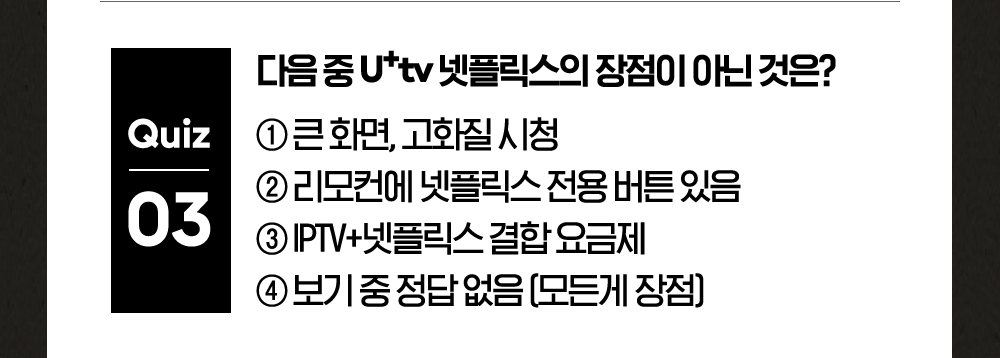 Quiz
03
다음 중 U+tv 넷플릭스의 장점이 아닌 것은?
① 큰 화면, 고화질 시청
② 리모컨에 넷플릭스 전용 버튼 있음
③ IPTV+넷플릭스 결합 요금제
④ 보기 중 정답 없음 (모든게 장점)